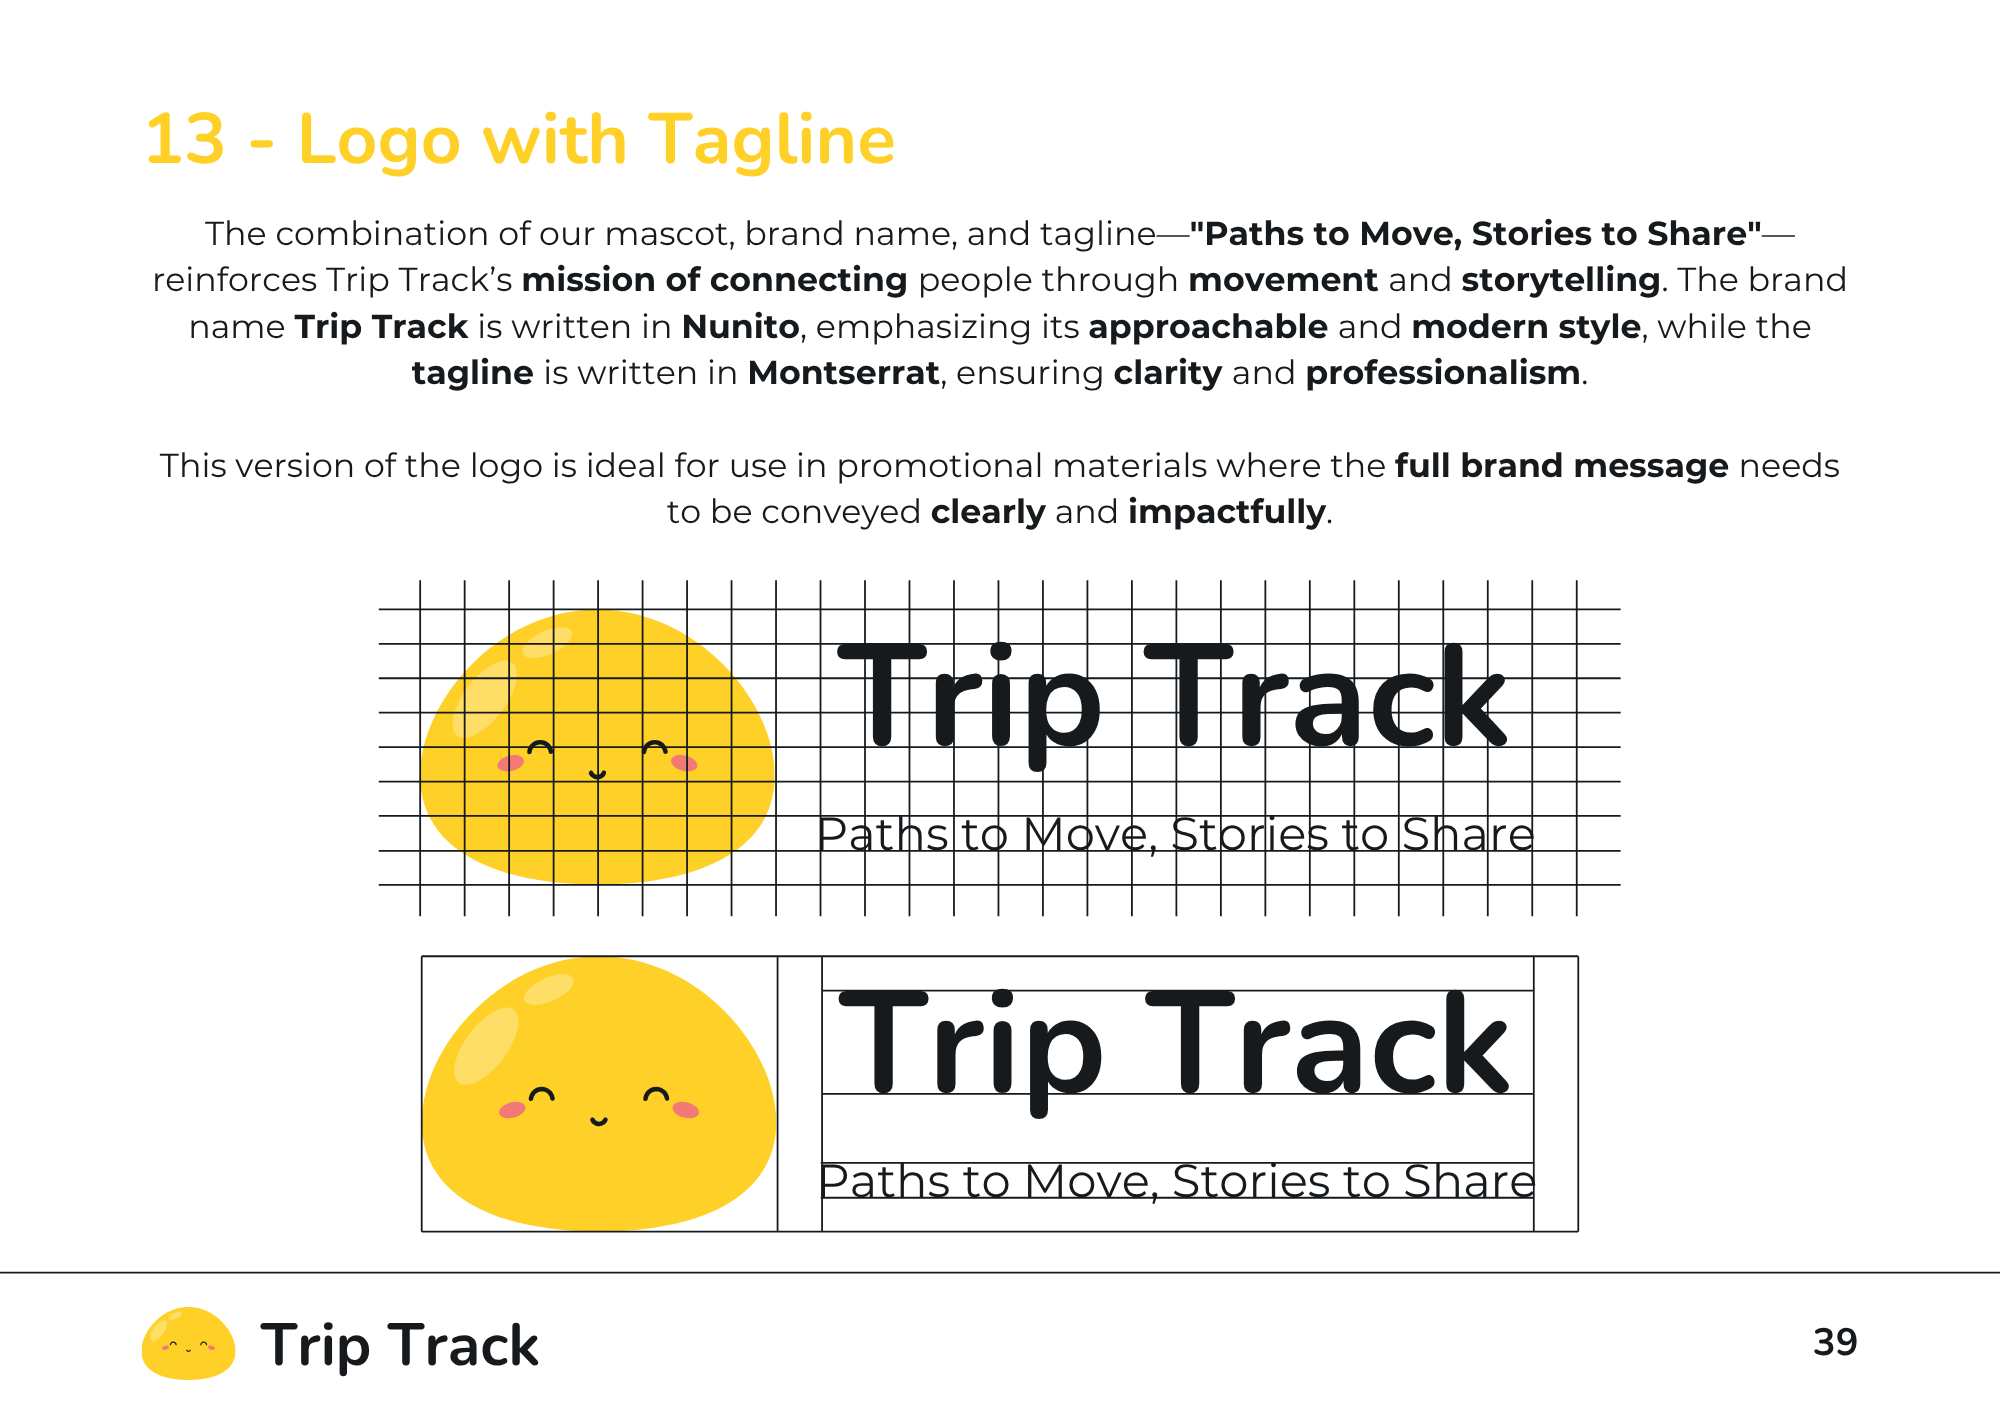 13 - Logo with Tagline
The combination of our mascot, brand name, and tagline—"Paths to Move, Stories to Share"—
reinforces Trip Track’s mission of connecting people through movement and storytelling. The brand
name Trip Track is written in Nunito, emphasizing its approachable and modern style, while the
tagline is written in Montserrat, ensuring clarity and professionalism.
This version of the logo is ideal for use in promotional materials where the full brand message needs
to be conveyed clearly and impactfully.
Trip Track
Paths to Move, Stories to Share
Trip Track
Paths to Move, Stories to Share
Trip Track
39